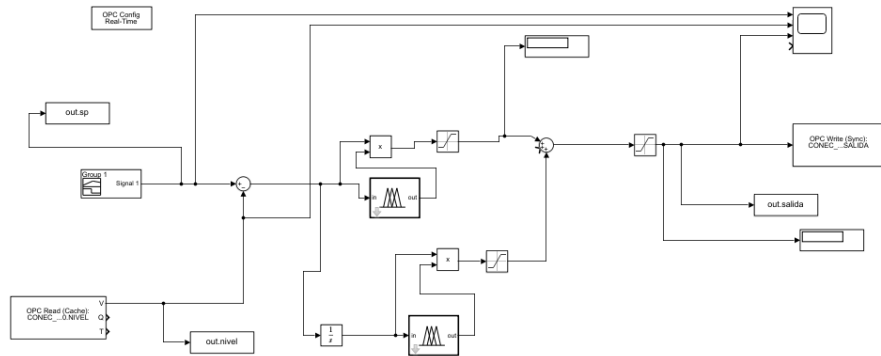 OPC Config
Real-Time
out.sp
Group 1
Signal 1
x
in
out
OPC Write (Sync):
CONEC_...SALIDA
out.salida
x
OPC Read (Cache):
CONEC_...0.NIVEL
V
Q
T
out.nivel
1
s
in
out